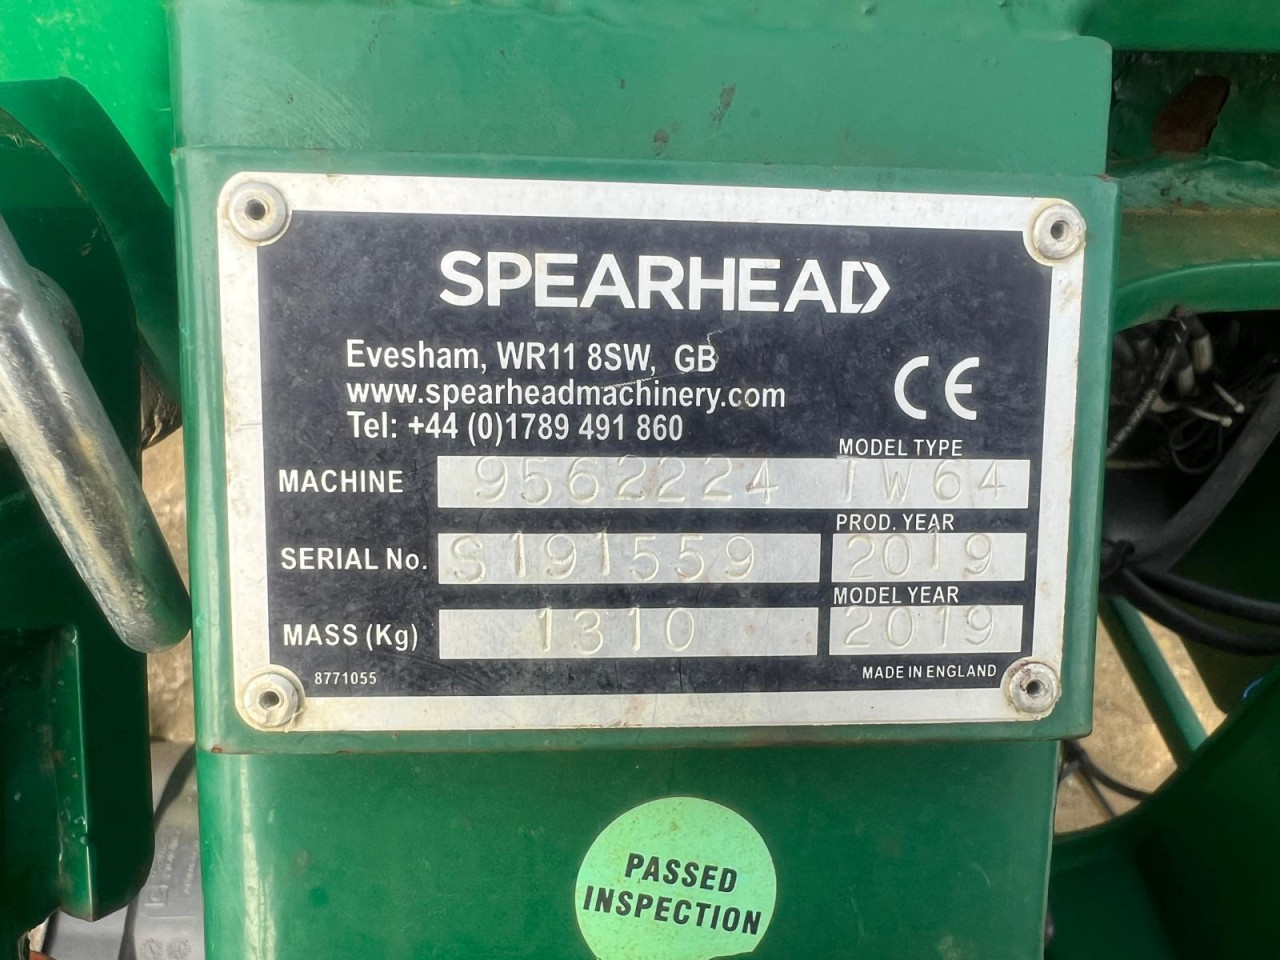 SPEARHEAD
Evesham, WR11 8SW, GB
www.spearheadmachinery.com
Tel: +44 (0)1789 491 860
CE
MODEL TYPE
MACHINE 9562224 TW64
PROD. YEAR
SERIAL No. S191559 2019
MODEL YEAR
MASS (Kg) 1310 2019
8771055 MADE IN ENGLAND
PASSED
INSPECTION